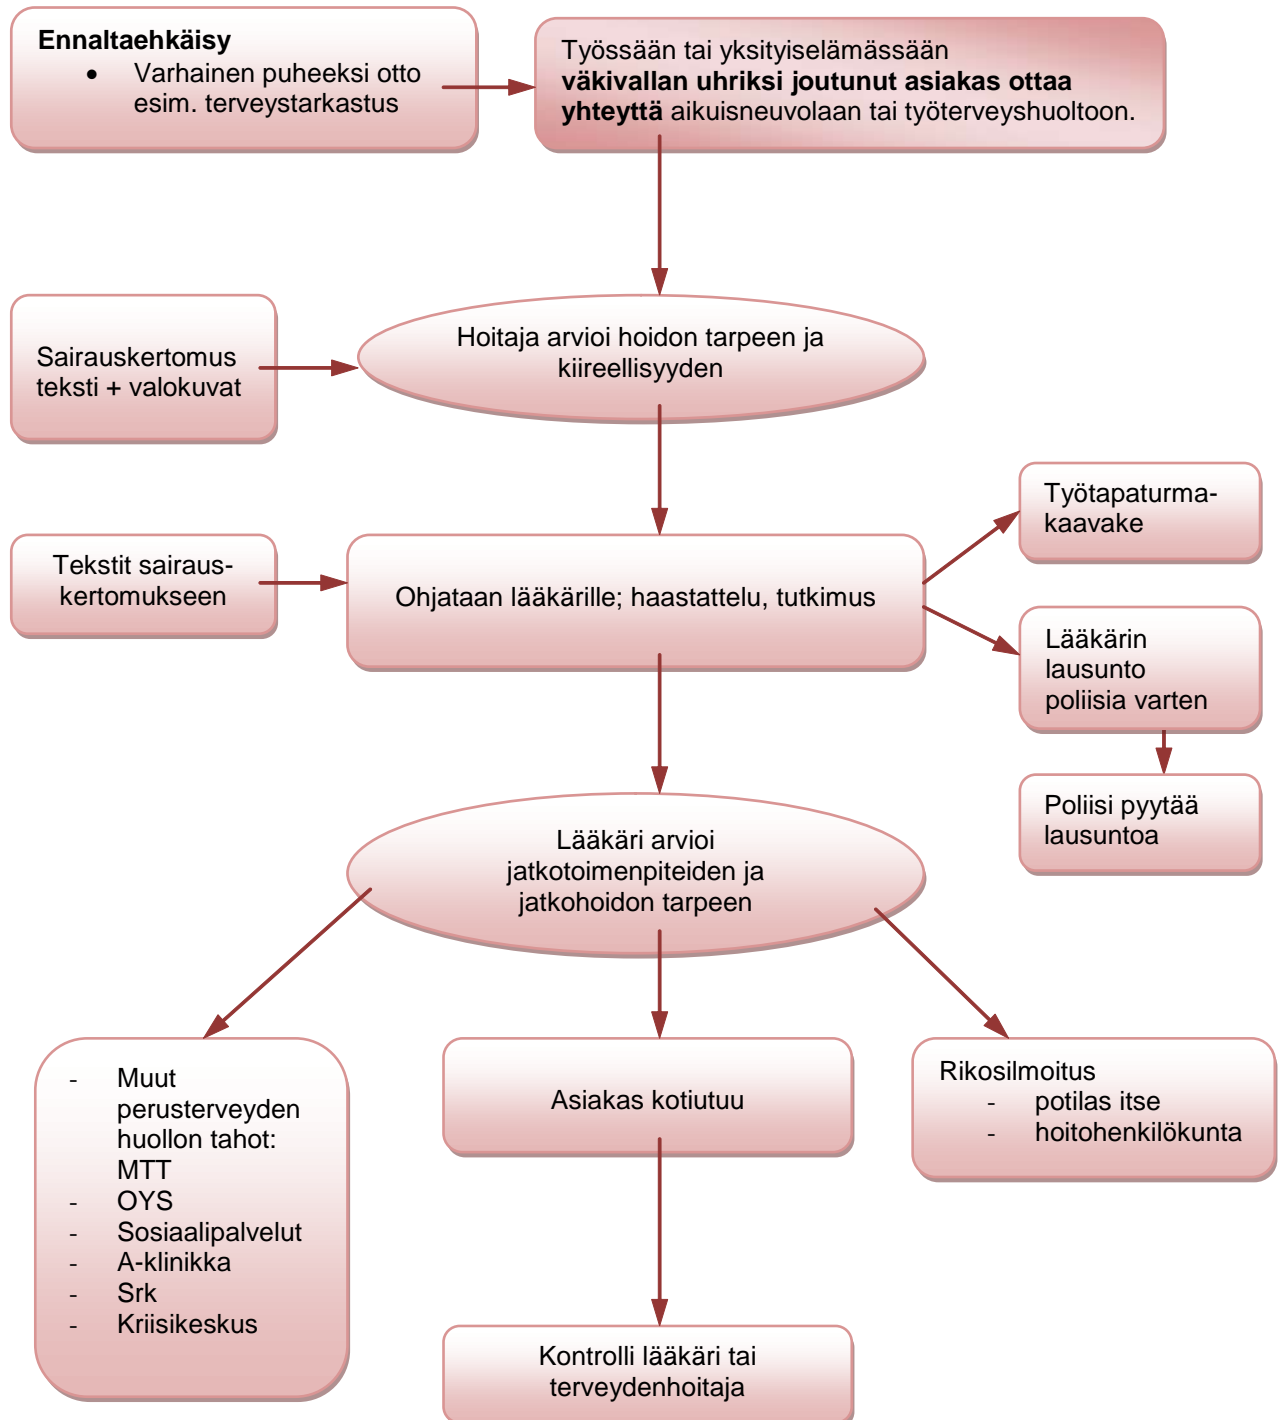 Ennaltaehkäisy
• Varhainen puheeksi otto
esim. terveystarkastus
Työssään tai yksityiselämässään
väkivallan uhriksi joutunut asiakas ottaa
yhteyttä aikuisneuvolaan tai työterveyshuoltoon.
Sairauskertomus
teksti + valokuvat
Hoitaja arvioi hoidon tarpeen ja
kiireellisyyden
Tekstit sairaus-
kertomukseen
Ohjataan lääkärille; haastattelu, tutkimus
Työtapaturma-
kaavake
Lääkärin
lausunto
poliisia varten
Poliisi pyytää
lausuntoa
Lääkäri arvioi
jatkotoimenpiteiden ja
jatkohoidon tarpeen
- Muut
perusterveyden
huollon tahot:
MTT
- OYS
- Sosiaalipalvelut
- A-klinikka
- Srk
- Kriisikeskus
Asiakas kotiutuu
Rikosilmoitus
- potilas itse
- hoitohenkilökunta
Kontrolli lääkäri tai
terveydenhoitaja